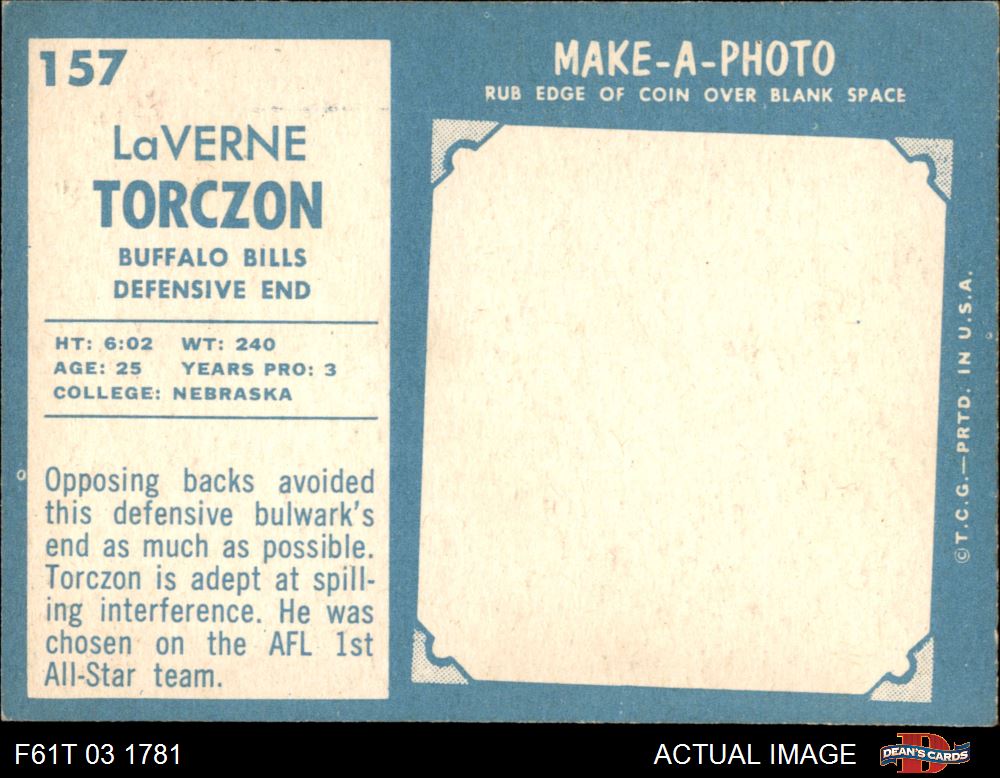 157
LaVERNE
TORCZON
BUFFALO BILLS
DEFENSIVE END
HT: 6:02 WT: 240
AGE: 25 YEARS PRO: 3
COLLEGE: NEBRASKA
Opposing backs avoided
this defensive bulwark's
end as much as possible.
Torczon is adept at spill-
ing interference. He was
chosen on the AFL 1st
All-Star team.
MAKE-A-PHOTO
RUB EDGE OF COIN OVER BLANK SPACE
©T.C.G.—PRTD. IN U.S.A.
F61T 03 1781
ACTUAL IMAGE
D
DEAN'S CARDS